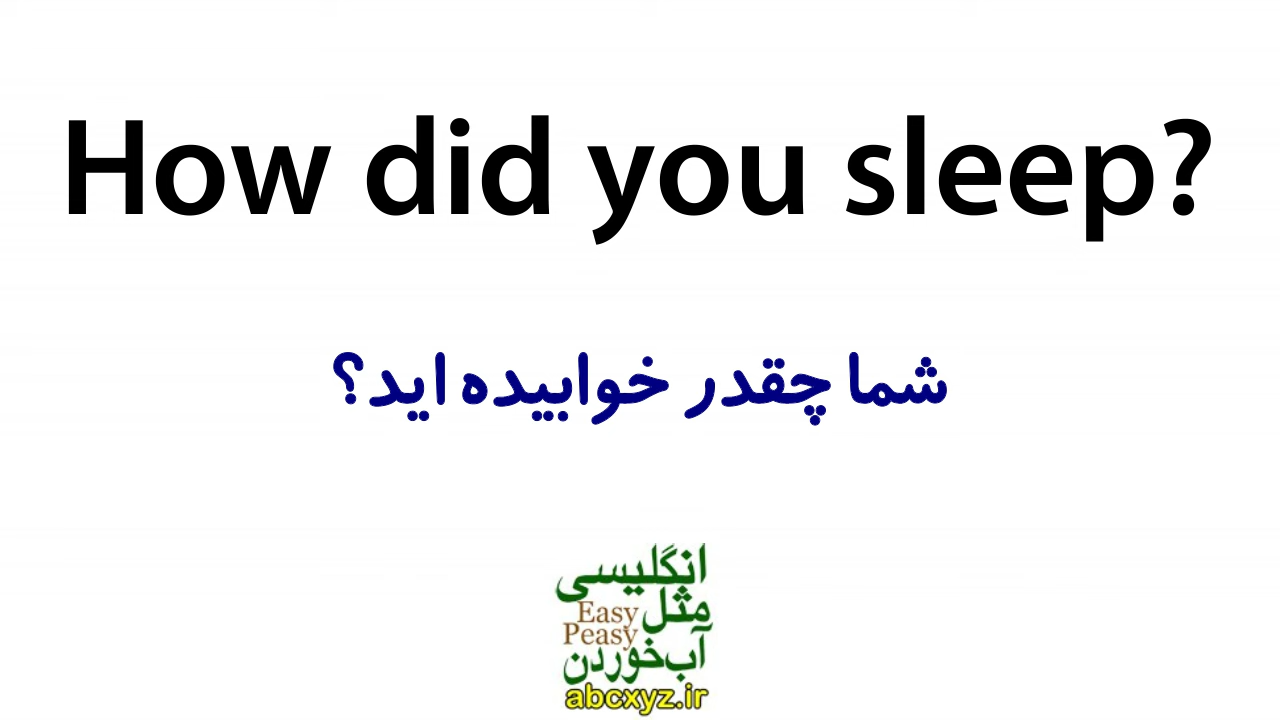 How did you sleep?
شما چقدر خوابیده اید؟
انگلیسی
مثل
Easy
Peasy
آب خوردن
abcxyz.ir